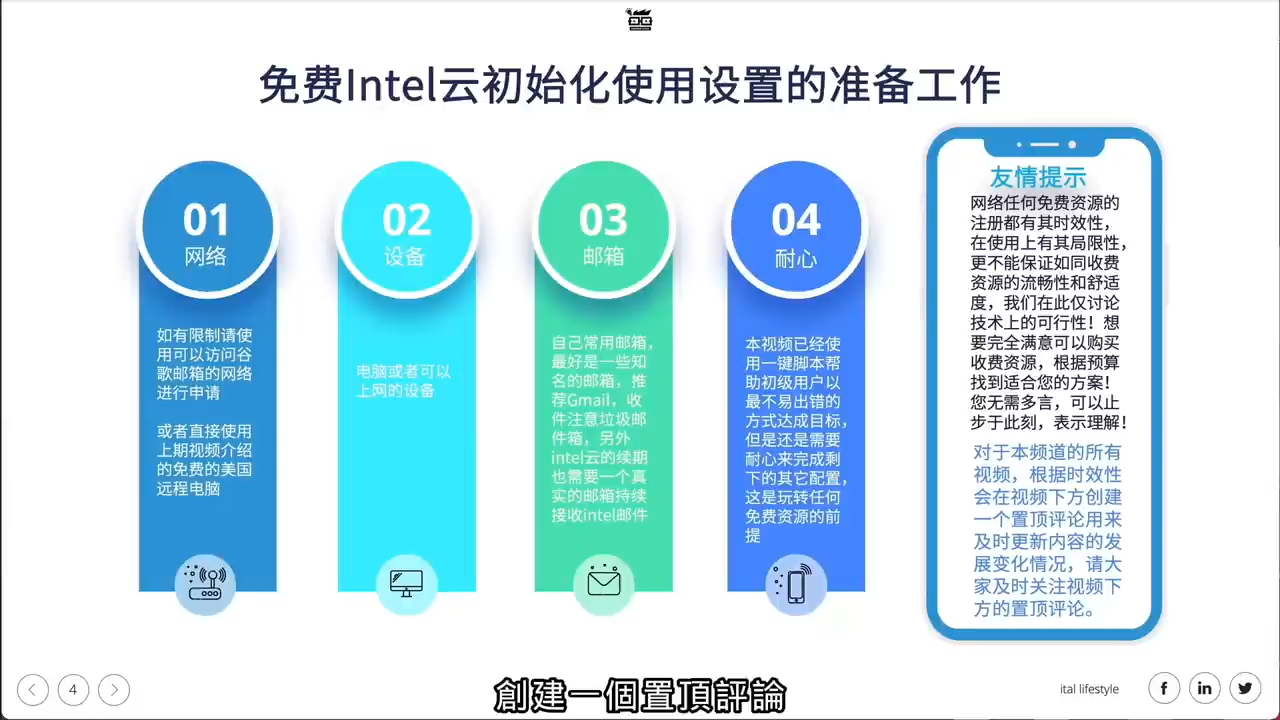 免费Intel云初始化使用设置的准备工作
01
网络
如有限制请使
用可以访问谷
歌邮箱的网络
进行申请
或者直接使用
上期视频介绍
的免费的美国
远程电脑
02
设备
电脑或者可以
上网的设备
03
邮箱
自己常用邮箱，
最好是一些知
名的邮箱，推
荐Gmail，收
件注意垃圾邮
件箱，另外
intel云的续期
也需要一个真
实的邮箱持续
接收intel邮件
04
耐心
本视频已经使
用一键脚本帮
助初级用户以
最不易出错的
方式达成目标，
但是还是需要
耐心来完成剩
下的其它配置，
这是玩转任何
免费资源的前
提
友情提示
网络任何免费资源的
注册都有其时效性，
在使用上有其局限性，
更不能保证如同收费
资源的流畅性和舒适
度，我们在此仅讨论
技术上的可行性！想
要完全满意可以购买
收费资源，根据预算
找到适合您的方案！
您无需多言，可以止
步于此刻，表示理解！
对于本频道的所有
视频，根据时效性
会在视频下方创建
一个置顶评论用来
及时更新内容的发
展变化情况，请大
家及时关注视频下
方的置顶评论。
4
創建一個置頂評論
ital lifestyle